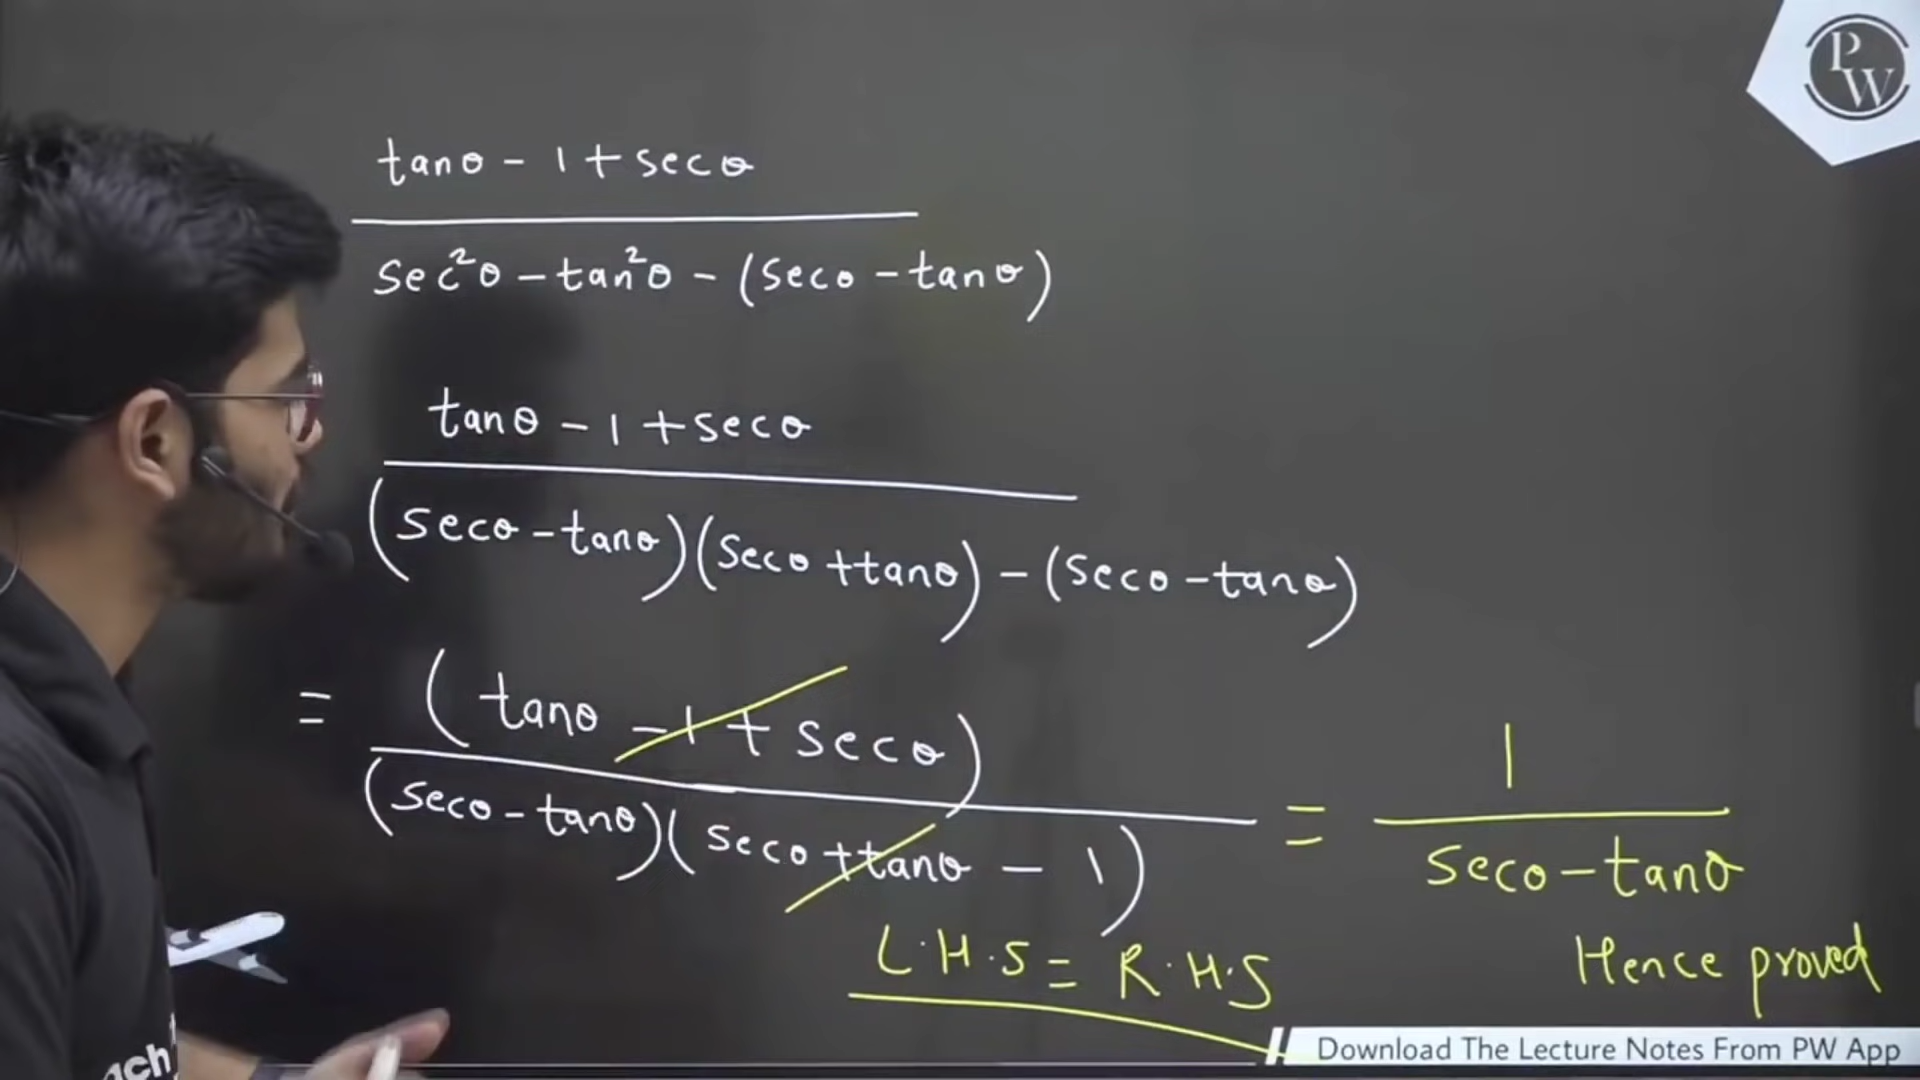 PW
tanθ - 1 + secθ
sec²θ - tan²θ - (secθ - tanθ)
tanθ - 1 + secθ
(secθ - tanθ)(secθ + tanθ) - (secθ - tanθ)
= (tanθ - 1 + secθ)
(secθ - tanθ)(secθ + tanθ - 1)
= 1
secθ - tanθ
L.H.S = R.H.S
Hence proved
Download The Lecture Notes From PW App